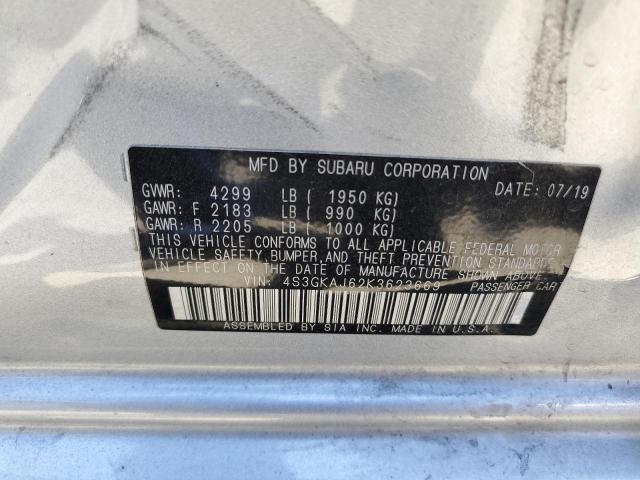 MFD BY SUBARU CORPORATION
GVWR: 4299 LB ( 1950 KG) DATE: 07/19
GAWR: F 2183 LB ( 990 KG)
GAWR: R 2205 LB ( 1000 KG)
THIS VEHICLE CONFORMS TO ALL APPLICABLE FEDERAL MOTOR
VEHICLE SAFETY, BUMPER, AND THEFT PREVENTION STANDARDS
IN EFFECT ON THE DATE OF MANUFACTURE SHOWN ABOVE.
VIN: 4S3GKAJ62K3623669 PASSENGER CAR
ASSEMBLED BY SIA INC. MADE IN U.S.A.